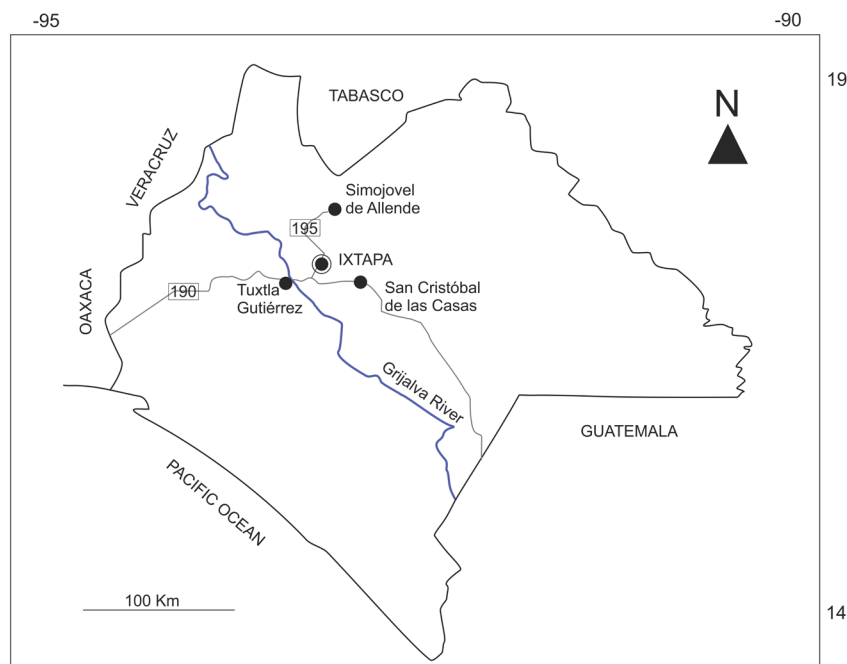 -95
-90
19
TABASCO
N
VERACRUZ
Simojovel
de Allende
195
IXTAPA
OAXACA
190
Tuxtla
Gutiérrez
San Cristóbal
de las Casas
Grijalva River
GUATEMALA
PACIFIC OCEAN
100 Km
14